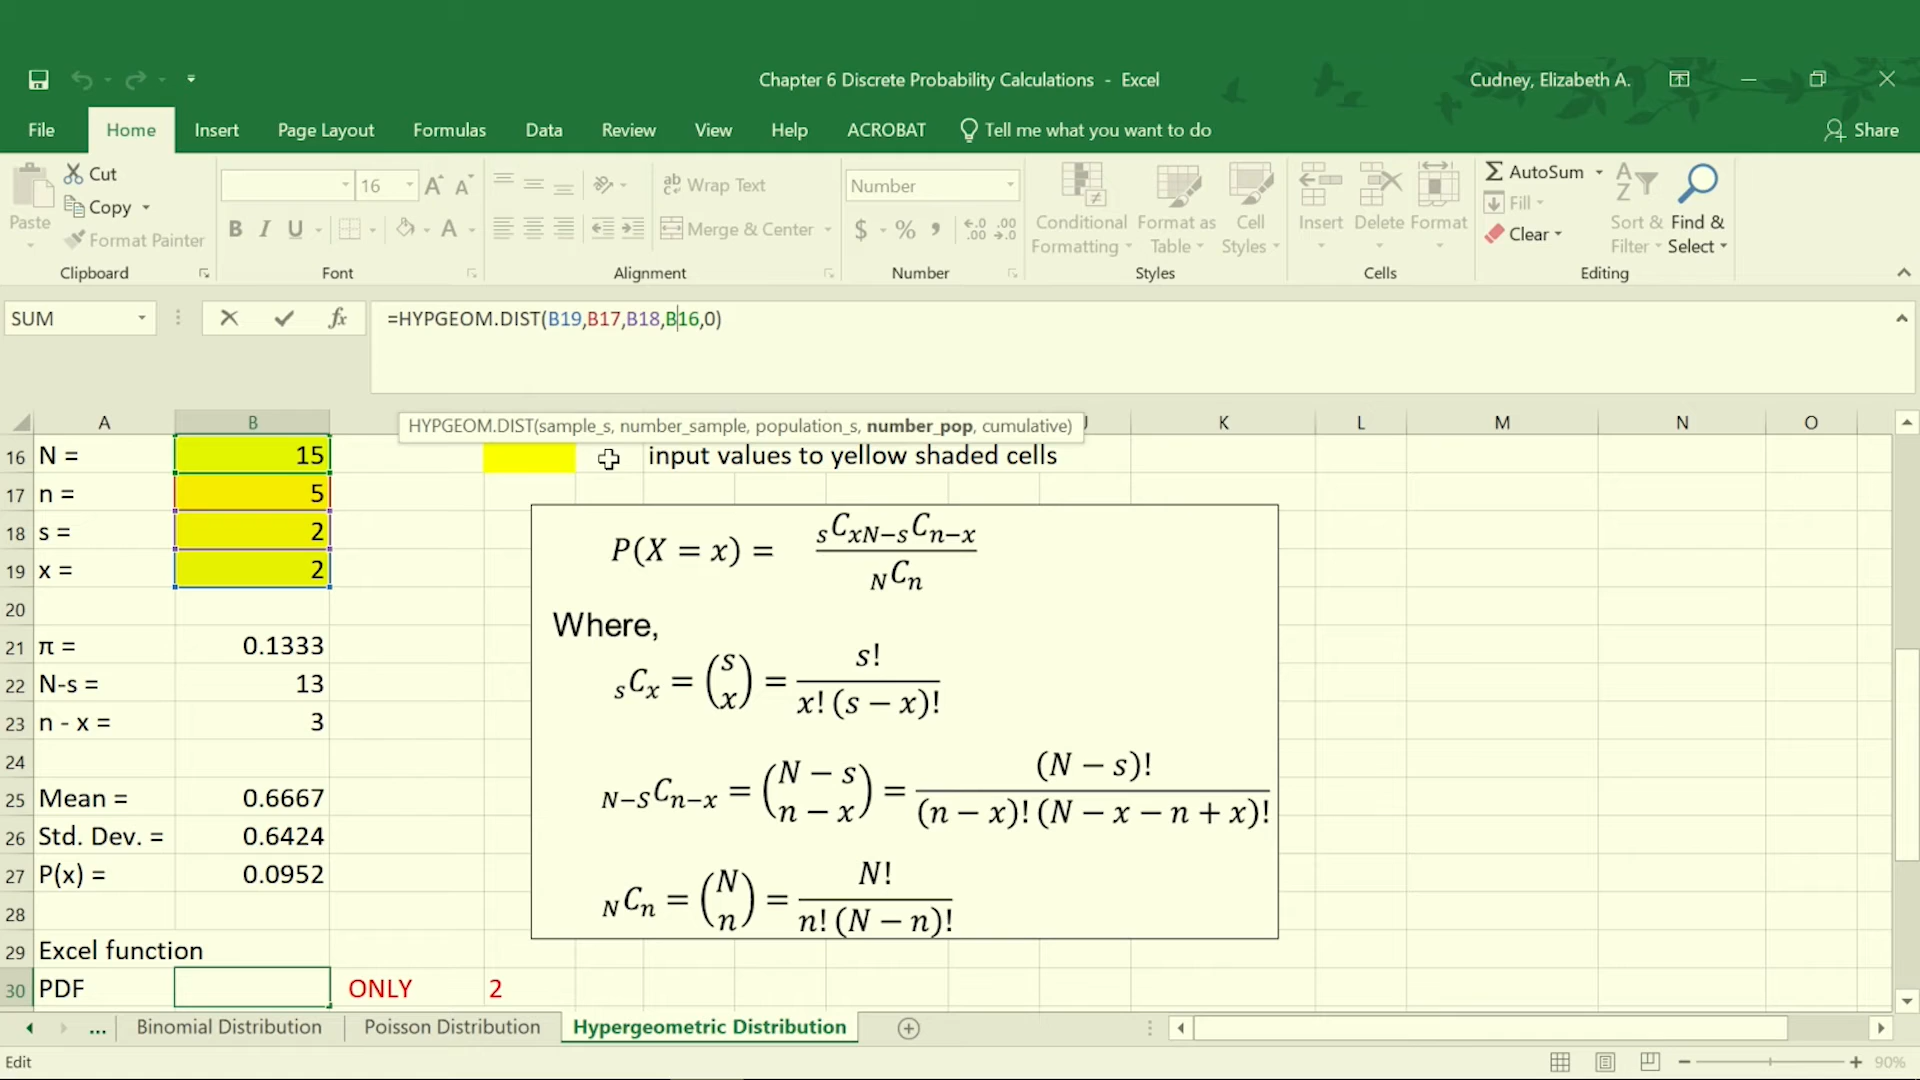 Chapter 6 Discrete Probability Calculations - Excel
Cudney, Elizabeth A.
File Home Insert Page Layout Formulas Data Review View Help ACROBAT Tell me what you want to do Share
Paste
Cut
Copy
Format Painter
Clipboard
16
B I U
Font
Wrap Text
Merge & Center
Alignment
Number
$ % ,
Number
Conditional Formatting
Format as Table
Cell Styles
Styles
Insert Delete Format
Cells
AutoSum
Fill
Clear
Sort & Filter
Find & Select
Editing
SUM
fx
=HYPGEOM.DIST(B19,B17,B18,B16,0)
HYPGEOM.DIST(sample_s, number_sample, population_s, number_pop, cumulative)
A B K L M N O
16 N = 15 input values to yellow shaded cells
17 n = 5
18 s = 2
19 x = 2
20
21 π = 0.1333
22 N-s = 13
23 n - x = 3
24
25 Mean = 0.6667
26 Std. Dev. = 0.6424
27 P(x) = 0.0952
28
29 Excel function
30 PDF ONLY 2
P(X = x) = sCxN−sCn−x / NCn
Where,
sCx = (s x) = s! / x! (s − x)!
N−sCn−x = (N − s n − x) = (N − s)! / (n − x)! (N − x − n + x)!
NCn = (N n) = N! / n! (N − n)!
... Binomial Distribution Poisson Distribution Hypergeometric Distribution
Edit
90%